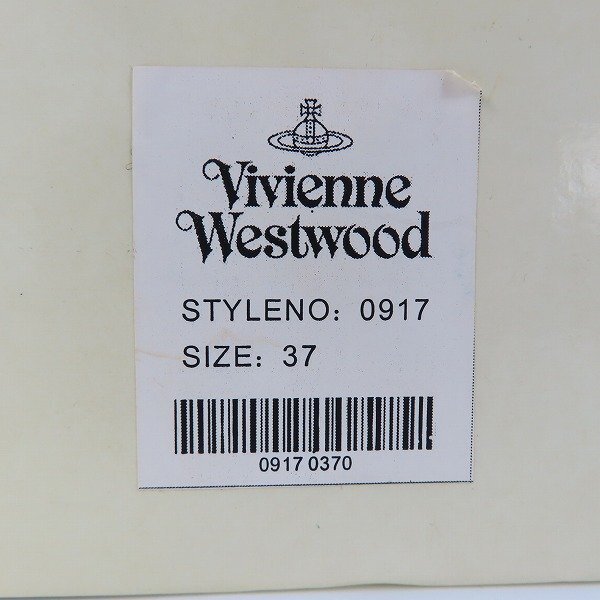 Vivienne
Westwood
STYLENO：0917
SIZE：37
0917 0370